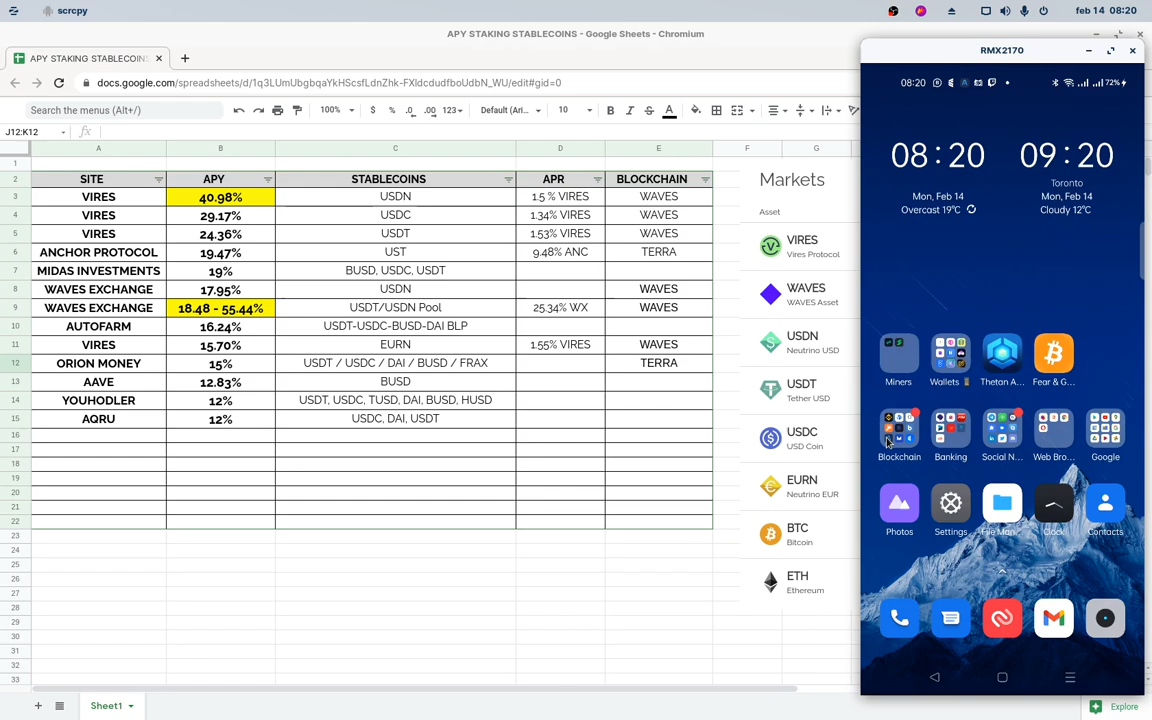 scrcpy
feb 14 08:20
APY STAKING STABLECOINS - Google Sheets - Chromium
APY STAKING STABLECOIN
docs.google.com/spreadsheets/d/1q3LUmUbgbqaYkHScsfLdnZhk-FXldcdudfboUdbN_WU/edit#gid=0
Search the menus (Alt+/) 100% $ % .0 .00 123 Default (Ari... 10 B I S A
J12:K12 fx
A B C D E F G
1
2 SITE APY STABLECOINS APR BLOCKCHAIN
3 VIRES 40.98% USDN 1.5 % VIRES WAVES
4 VIRES 29.17% USDC 1.34% VIRES WAVES
5 VIRES 24.36% USDT 1.53% VIRES WAVES
6 ANCHOR PROTOCOL 19.47% UST 9.48% ANC TERRA
7 MIDAS INVESTMENTS 19% BUSD, USDC, USDT
8 WAVES EXCHANGE 17.95% USDN WAVES
9 WAVES EXCHANGE 18.48 - 55.44% USDT/USDN Pool 25.34% WX WAVES
10 AUTOFARM 16.24% USDT-USDC-BUSD-DAI BLP
11 VIRES 15.70% EURN 1.55% VIRES WAVES
12 ORION MONEY 15% USDT / USDC / DAI / BUSD / FRAX TERRA
13 AAVE 12.83% BUSD
14 YOUHODLER 12% USDT, USDC, TUSD, DAI, BUSD, HUSD
15 AQRU 12% USDC, DAI, USDT
16
17
18
19
20
21
22
23
24
25
26
27
28
29
30
31
32
33
Markets
Asset
VIRES
Vires Protocol
WAVES
WAVES Asset
USDN
Neutrino USD
USDT
Tether USD
USDC
USD Coin
EURN
Neutrino EUR
BTC
Bitcoin
ETH
Ethereum
Sheet1
Explore
RMX2170
08:20 72%
08:20 09:20
Toronto
Mon, Feb 14 Mon, Feb 14
Overcast 19°C Cloudy 12°C
Miners Wallets Thetan A... Fear & G...
Blockchain Banking Social N... Web Bro... Google
Photos Settings File Man... Clock Contacts